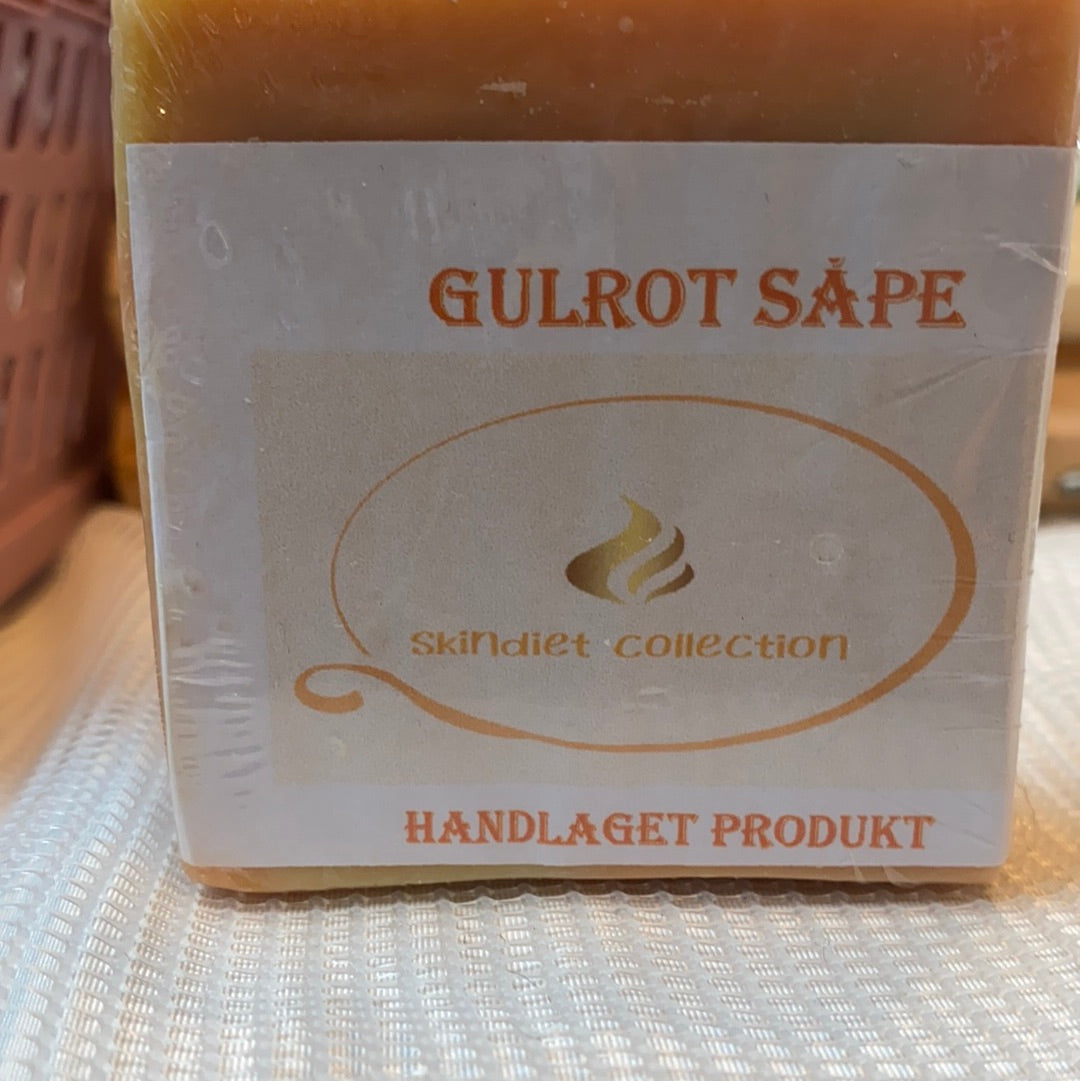 GULROT SÅPE
Skindiet collection
HANDLAGET PRODUKT